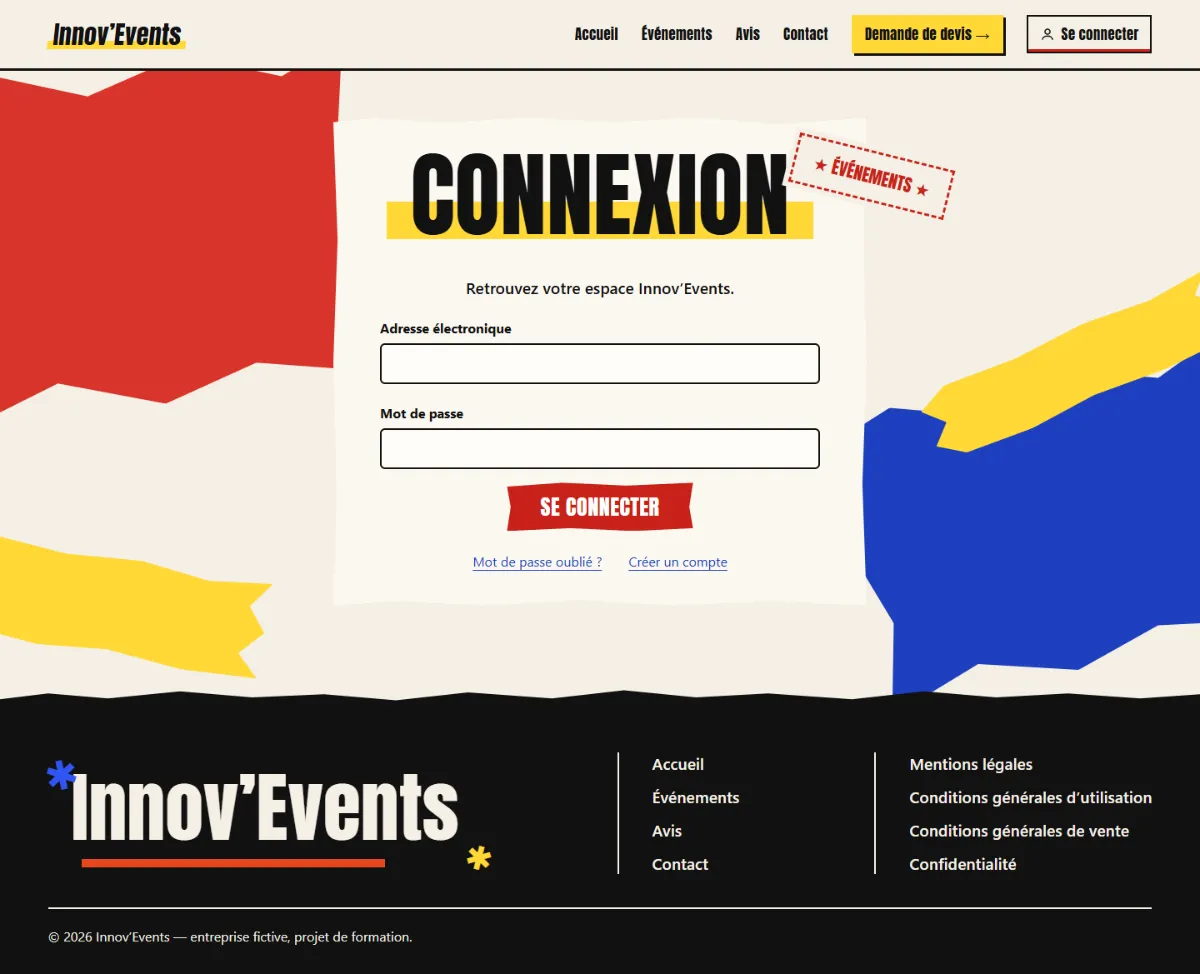 Innov’Events
Accueil Événements Avis Contact Demande de devis → Se connecter
CONNEXION
★ ÉVÉNEMENTS ★
Retrouvez votre espace Innov’Events.
Adresse électronique
Mot de passe
SE CONNECTER
Mot de passe oublié ? Créer un compte
Innov’Events
Accueil
Événements
Avis
Contact
Mentions légales
Conditions générales d’utilisation
Conditions générales de vente
Confidentialité
© 2026 Innov’Events — entreprise fictive, projet de formation.